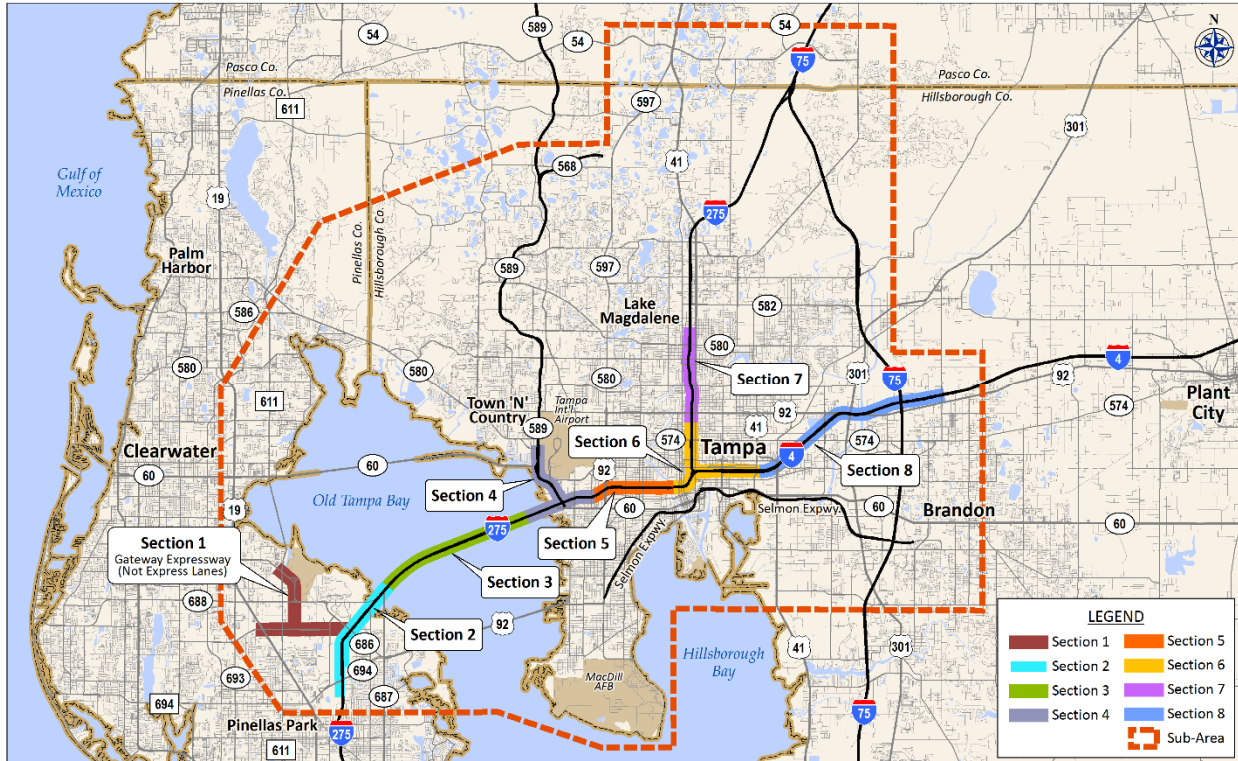 589
54
54
54
75
N
Pasco Co.
Pinellas Co.
Pasco Co.
Hillsborough Co.
611
597
301
41
568
Gulf of
Mexico
19
275
Pinellas Co.
Hillsborough Co.
Palm
Harbor
589
597
Lake
Magdalene
582
586
580
580
301
75
4
92
580
580
Section 7
Plant
City
611
Town 'N'
Country
Tampa
Int'l.
Airport
92
41
574
589
Section 6
574
Tampa
574
Clearwater
60
60
92
4
Section 8
Section 4
Old Tampa Bay
19
275
60
Section 5
Selmon Expwy.
60
Brandon
60
Section 1
Gateway Expressway
(Not Express Lanes)
Selmon Expwy.
Section 3
688
92
Section 2
686
694
693
687
694
Pinellas Park
611
275
MacDill
AFB
Hillsborough
Bay
41
301
75
LEGEND
Section 1
Section 5
Section 2
Section 6
Section 3
Section 7
Section 4
Section 8
Sub-Area